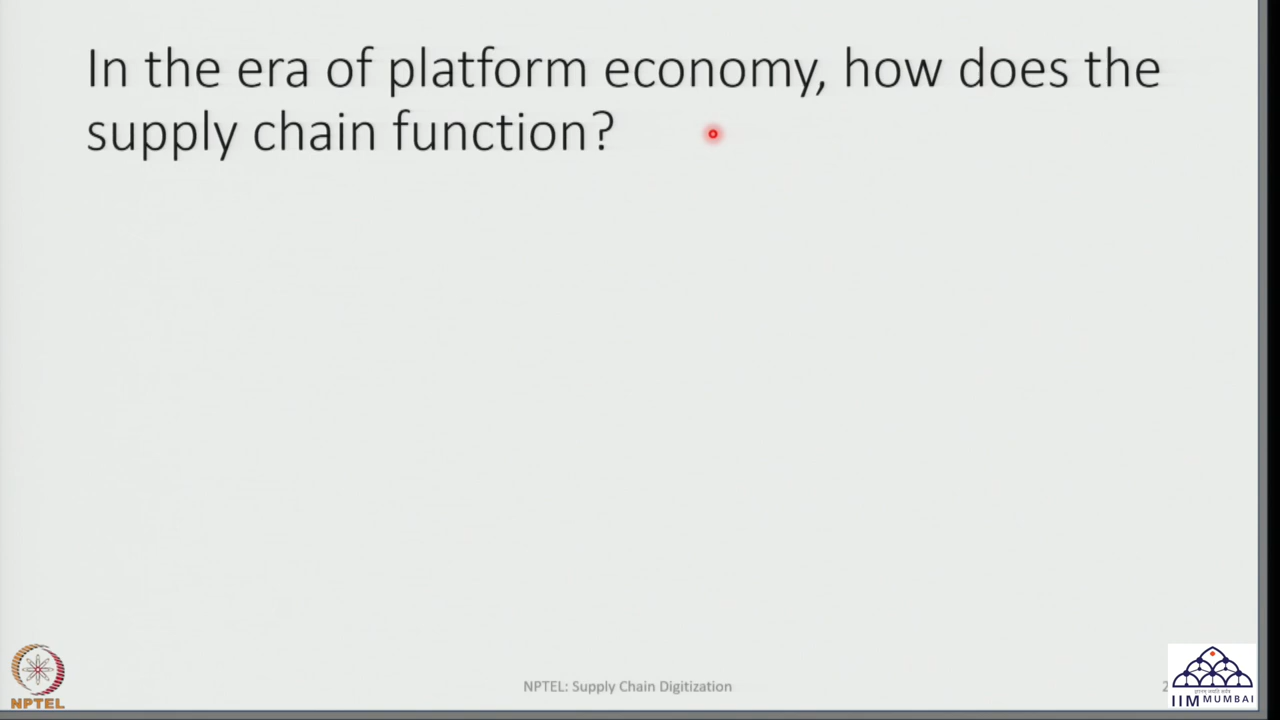 In the era of platform economy, how does the
supply chain function?
NPTEL
NPTEL: Supply Chain Digitization
2
IIM MUMBAI